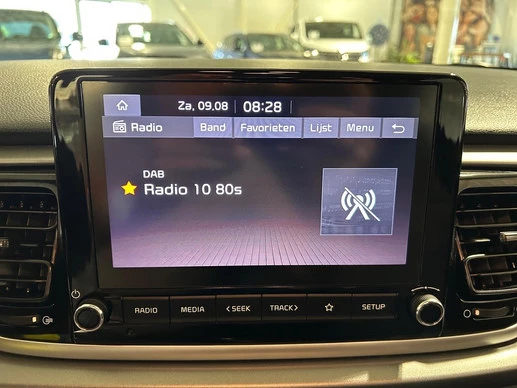 Za, 09.08 08:28
Radio Band Favorieten Lijst Menu
DAB
Radio 10 80s
RADIO MEDIA <SEEK TRACK> SETUP